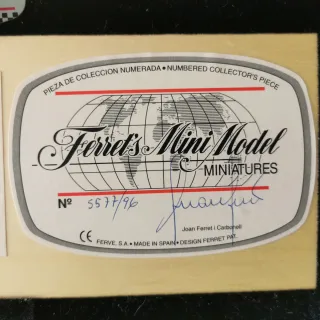 PIEZA DE COLECCION NUMERADA • NUMBERED COLLECTOR'S PIECE
Ferret's Mini Model
MINIATURES
Nº 5577/96
Joan Ferret i Carbonell
CE FERVE, S.A. • MADE IN SPAIN • DESIGN FERRET PAT.